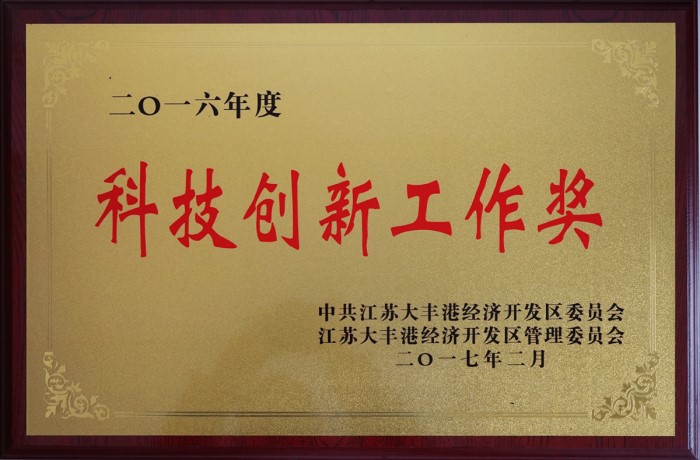 二〇一六年度
科技创新工作奖
中共江苏大丰港经济开发区委员会
江苏大丰港经济开发区管理委员会
二〇一七年二月